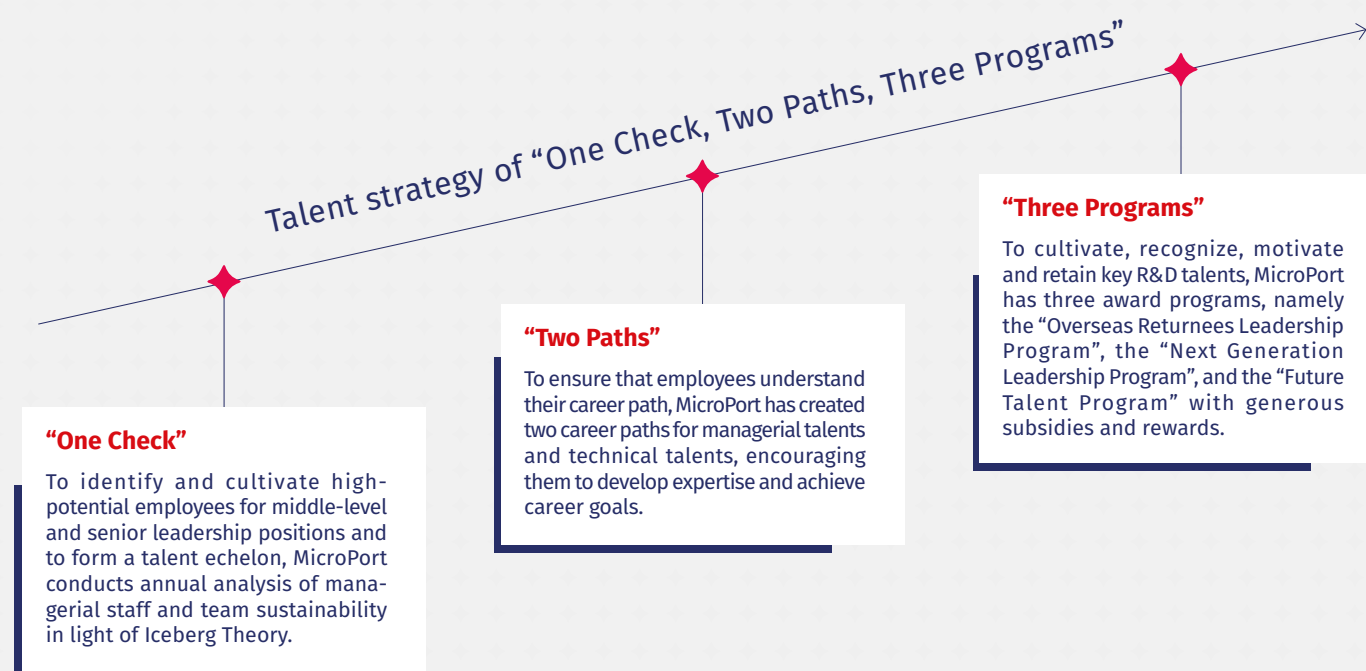 Talent strategy of “One Check, Two Paths, Three Programs”
“One Check”
To identify and cultivate high-
potential employees for middle-level
and senior leadership positions and
to form a talent echelon, MicroPort
conducts annual analysis of mana-
gerial staff and team sustainability
in light of Iceberg Theory.
“Two Paths”
To ensure that employees understand
their career path, MicroPort has created
two career paths for managerial talents
and technical talents, encouraging
them to develop expertise and achieve
career goals.
“Three Programs”
To cultivate, recognize, motivate
and retain key R&D talents, MicroPort
has three award programs, namely
the “Overseas Returnees Leadership
Program”, the “Next Generation
Leadership Program”, and the “Future
Talent Program” with generous
subsidies and rewards.